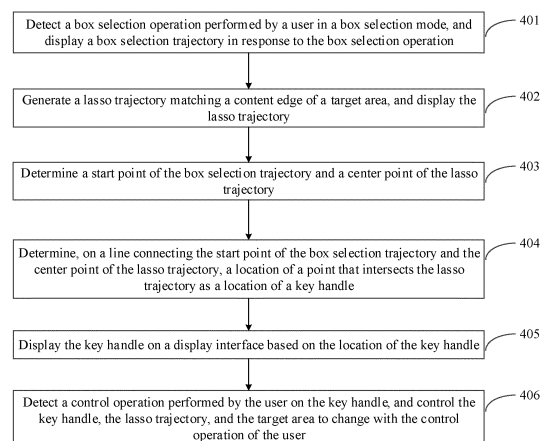 Detect a box selection operation performed by a user in a box selection mode, and
display a box selection trajectory in response to the box selection operation
401
Generate a lasso trajectory matching a content edge of a target area, and display the
lasso trajectory
402
Determine a start point of the box selection trajectory and a center point of the lasso
trajectory
403
Determine, on a line connecting the start point of the box selection trajectory and the
center point of the lasso trajectory, a location of a point that intersects the lasso
trajectory as a location of a key handle
404
Display the key handle on a display interface based on the location of the key handle
405
Detect a control operation performed by the user on the key handle, and control the
key handle, the lasso trajectory, and the target area to change with the control
operation of the user
406